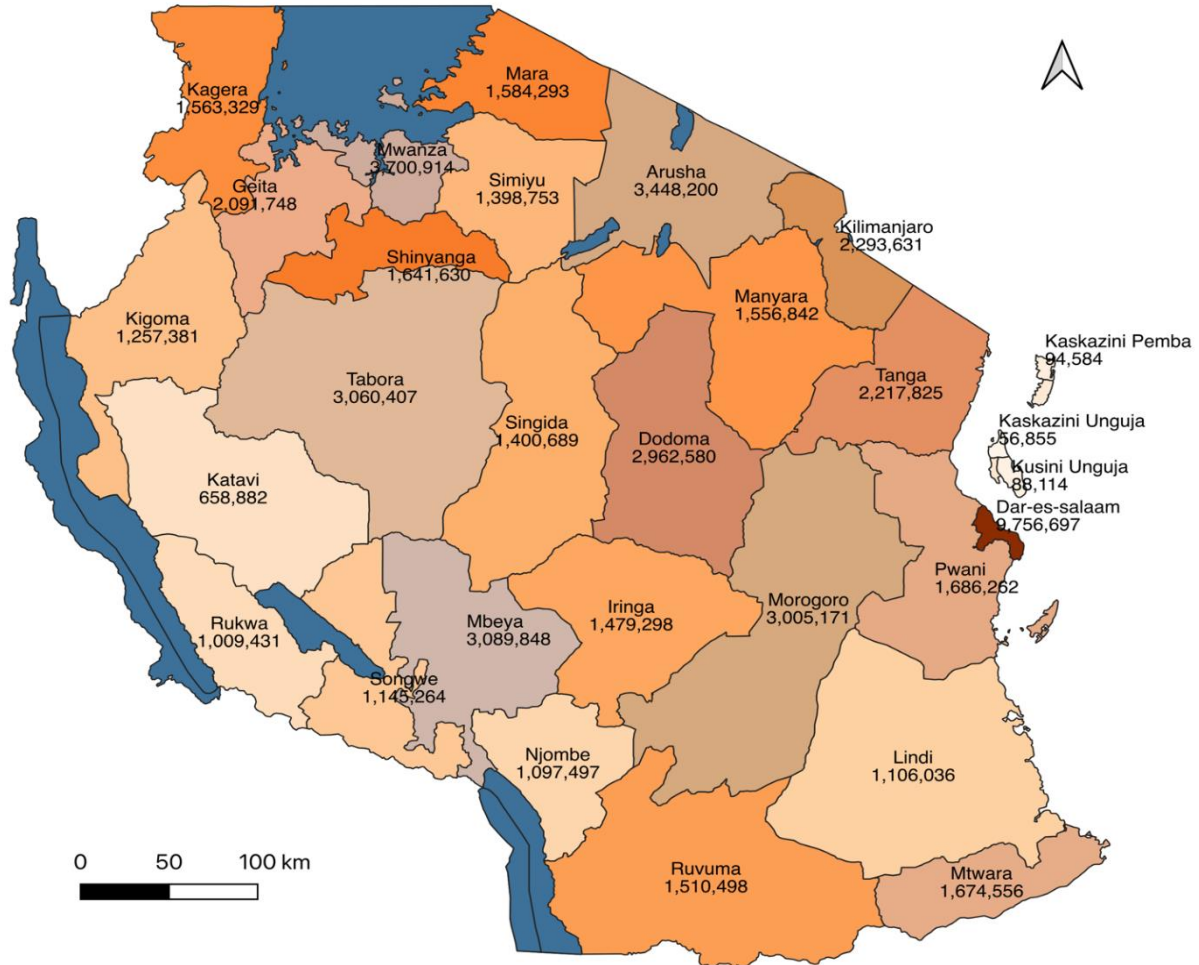 Mara
1,584,293
Kagera
1,563,329
Mwanza
3,700,914
Geita
2,091,748
Simiyu
1,398,753
Arusha
3,448,200
Kilimanjaro
2,293,631
Shinyanga
1,641,630
Kigoma
1,257,381
Manyara
1,556,842
Kaskazini Pemba
94,584
Tabora
3,060,407
Tanga
2,217,825
Singida
1,400,689
Dodoma
2,962,580
Kaskazini Unguja
56,855
Kusini Unguja
88,114
Katavi
658,882
Dar-es-salaam
9,756,697
Pwani
1,686,262
Rukwa
1,009,431
Mbeya
3,089,848
Iringa
1,479,298
Morogoro
3,005,171
Songwe
1,145,264
Njombe
1,097,497
Lindi
1,106,036
Ruvuma
1,510,498
Mtwara
1,674,556
0 50 100 km